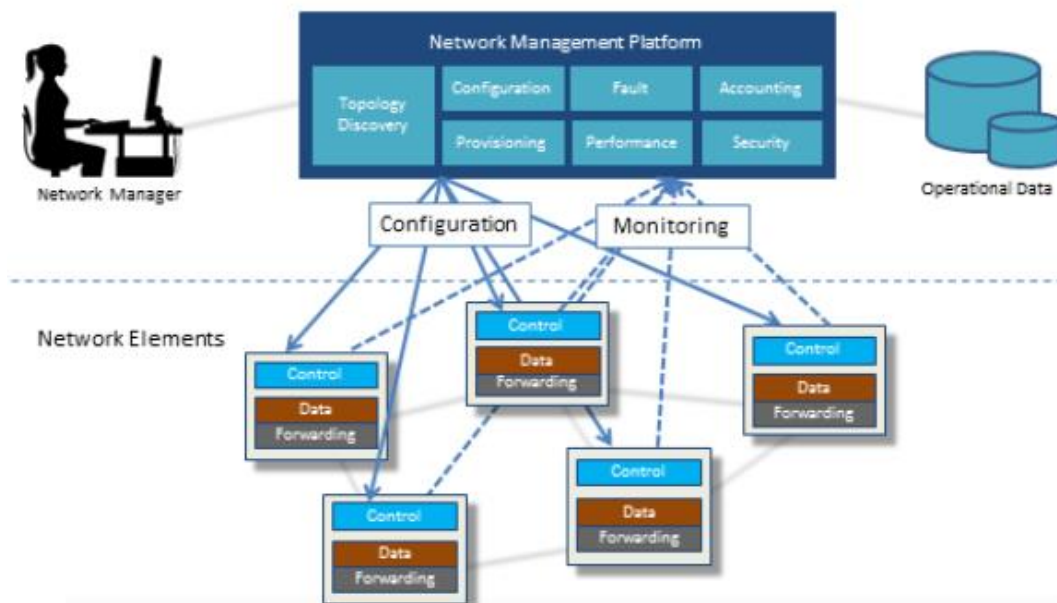 Network Management Platform
Topology
Discovery
Configuration
Fault
Accounting
Provisioning
Performance
Security
Network Manager
Operational Data
Configuration
Monitoring
Network Elements
Control
Data
Forwarding
Control
Data
Forwarding
Control
Data
Forwarding
Control
Data
Forwarding
Control
Data
Forwarding